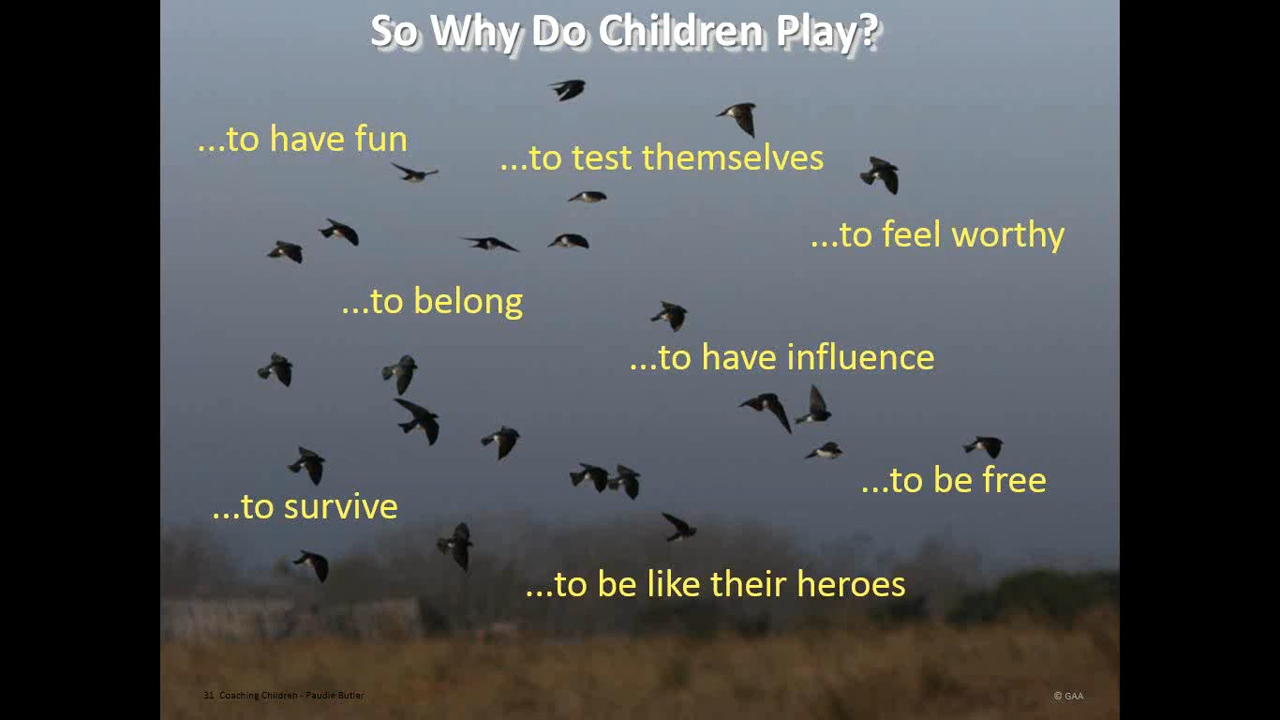 So Why Do Children Play?
...to have fun
...to test themselves
...to feel worthy
...to belong
...to have influence
...to be free
...to survive
...to be like their heroes
31 Coaching Children - Paudie Butler
© GAA